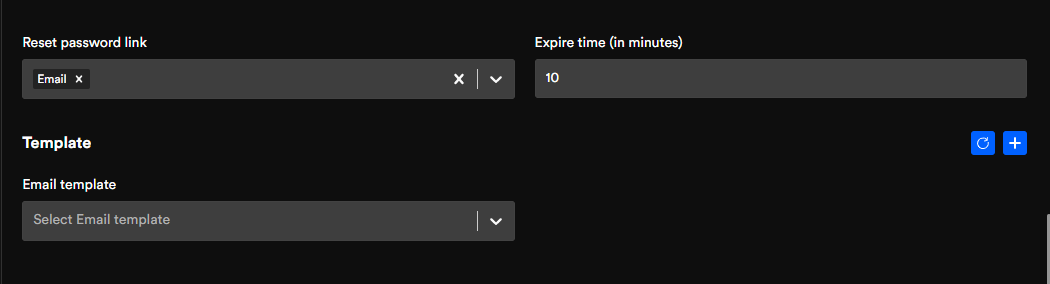 Reset password link
Expire time (in minutes)
Email
10
Template
Email template
Select Email template